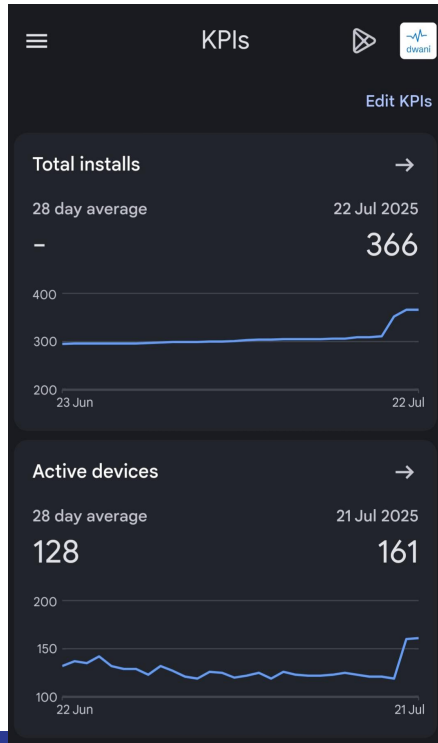 KPIs
dwani
Edit KPIs
Total installs
28 day average
22 Jul 2025
-
366
400
300
200
23 Jun
22 Jul
Active devices
28 day average
21 Jul 2025
128
161
200
150
100
22 Jun
21 Jul